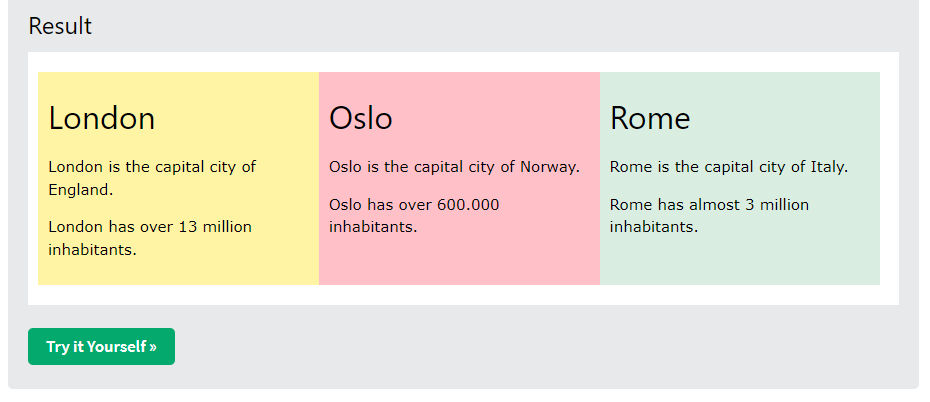 Result
London
London is the capital city of
England.
London has over 13 million
inhabitants.
Oslo
Oslo is the capital city of Norway.
Oslo has over 600.000
inhabitants.
Rome
Rome is the capital city of Italy.
Rome has almost 3 million
inhabitants.
Try it Yourself »